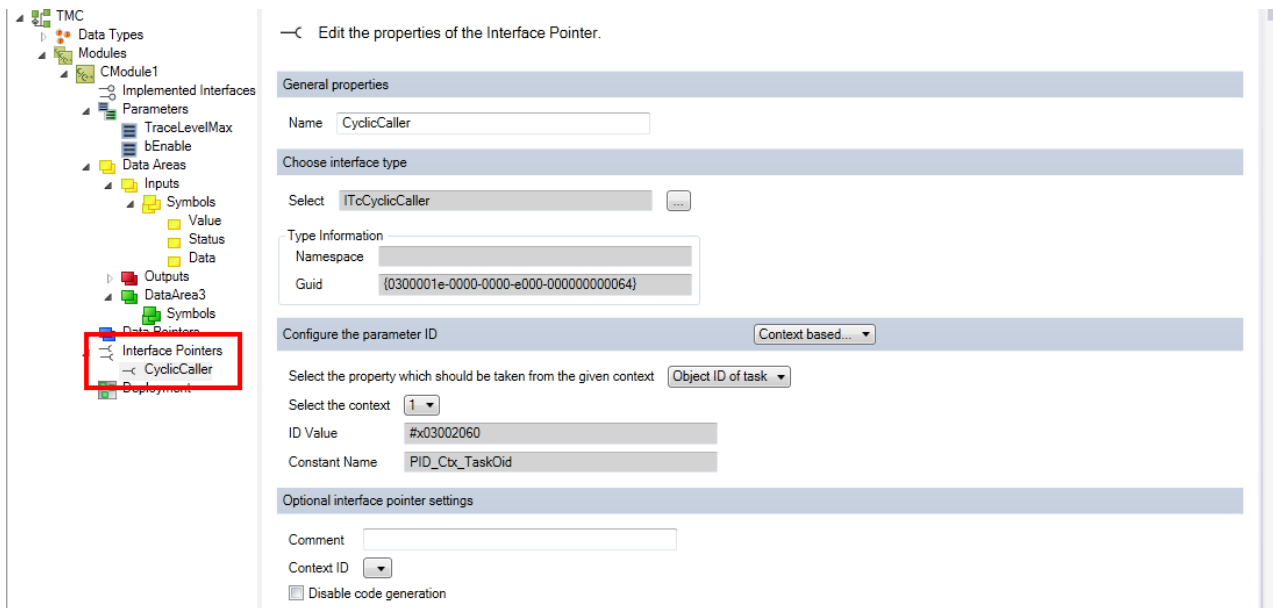 TMC
Data Types
Modules
CModule1
Implemented Interfaces
Parameters
TraceLevelMax
bEnable
Data Areas
Inputs
Symbols
Value
Status
Data
Outputs
DataArea3
Symbols
Data Pointers
Interface Pointers
CyclicCaller
Deployment
Edit the properties of the Interface Pointer.
General properties
Name CyclicCaller
Choose interface type
Select ITcCyclicCaller ...
Type Information
Namespace
Guid {0300001e-0000-0000-e000-000000000064}
Configure the parameter ID Context based...
Select the property which should be taken from the given context Object ID of task
Select the context 1
ID Value #x03002060
Constant Name PID_Ctx_TaskOid
Optional interface pointer settings
Comment
Context ID
Disable code generation